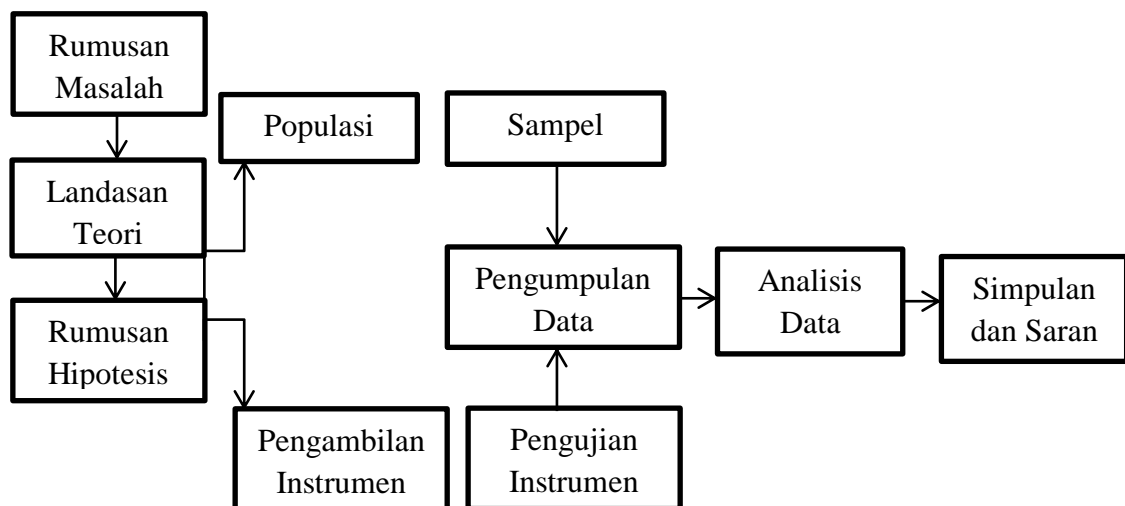 Rumusan
Masalah
Populasi
Sampel
Landasan
Teori
Pengumpulan
Data
Analisis
Data
Simpulan
dan Saran
Rumusan
Hipotesis
Pengambilan
Instrumen
Pengujian
Instrumen